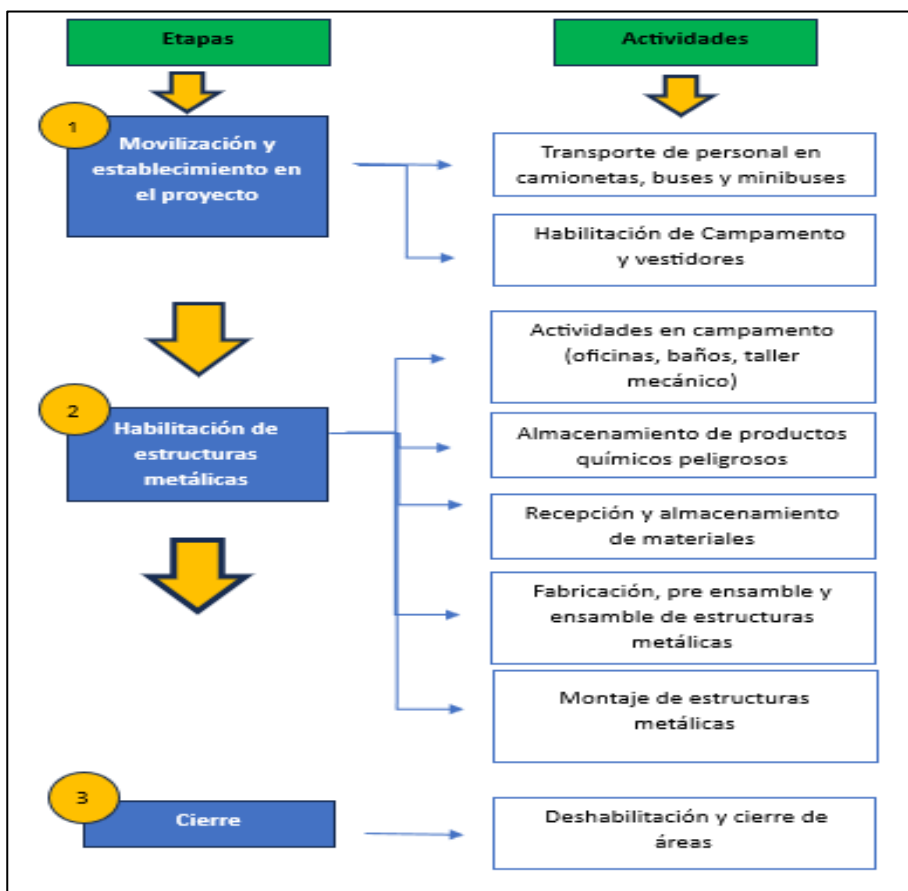 Etapas
Actividades
1
Movilización y
establecimiento en
el proyecto
Transporte de personal en
camionetas, buses y minibuses
Habilitación de Campamento
y vestidores
2
Habilitación de
estructuras
metálicas
Actividades en campamento
(oficinas, baños, taller
mecánico)
Almacenamiento de productos
químicos peligrosos
Recepción y almacenamiento
de materiales
Fabricación, pre ensamble y
ensamble de estructuras
metálicas
Montaje de estructuras
metálicas
3
Cierre
Deshabilitación y cierre de
áreas